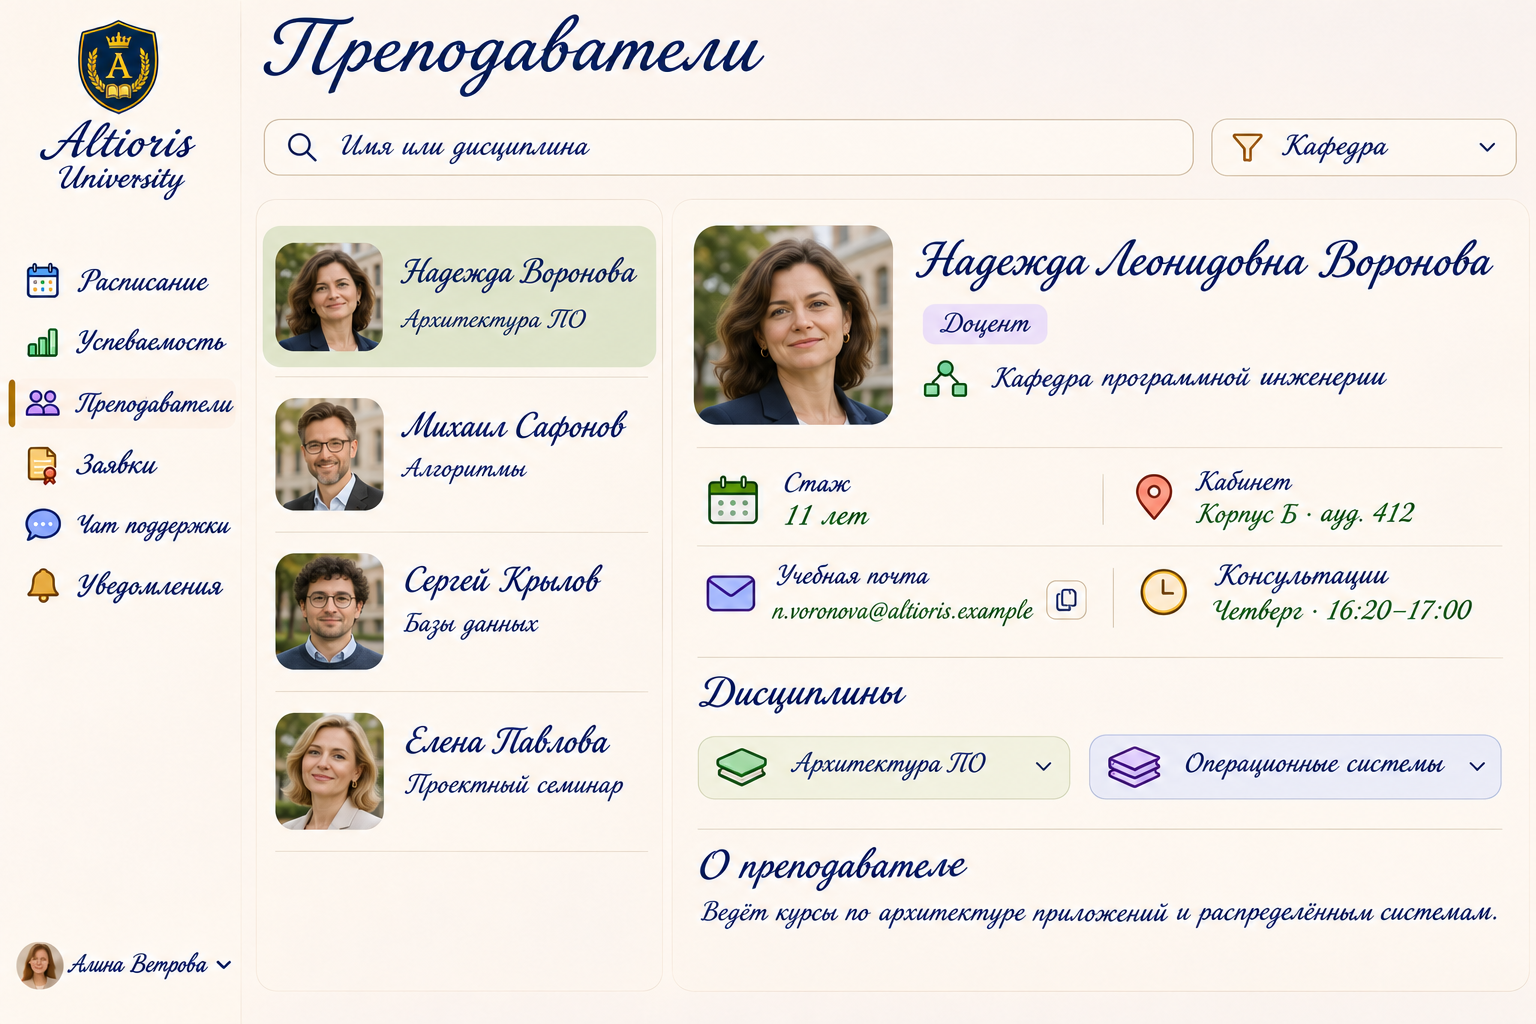 A
Altioris
University
Расписание
Успеваемость
Преподаватели
Заявки
Чат поддержки
Уведомления
Алина Ветрова
Преподаватели
Имя или дисциплина
Кафедра
Надежда Воронова
Архитектура ПО
Михаил Сафонов
Алгоритмы
Сергей Крылов
Базы данных
Елена Павлова
Проектный семинар
Надежда Леонидовна Воронова
Доцент
Кафедра программной инженерии
Стаж
11 лет
Кабинет
Корпус Б · ауд. 412
Учебная почта
n.voronova@altioris.example
Консультации
Четверг · 16:20–17:00
Дисциплины
Архитектура ПО
Операционные системы
О преподавателе
Ведёт курсы по архитектуре приложений и распределённым системам.